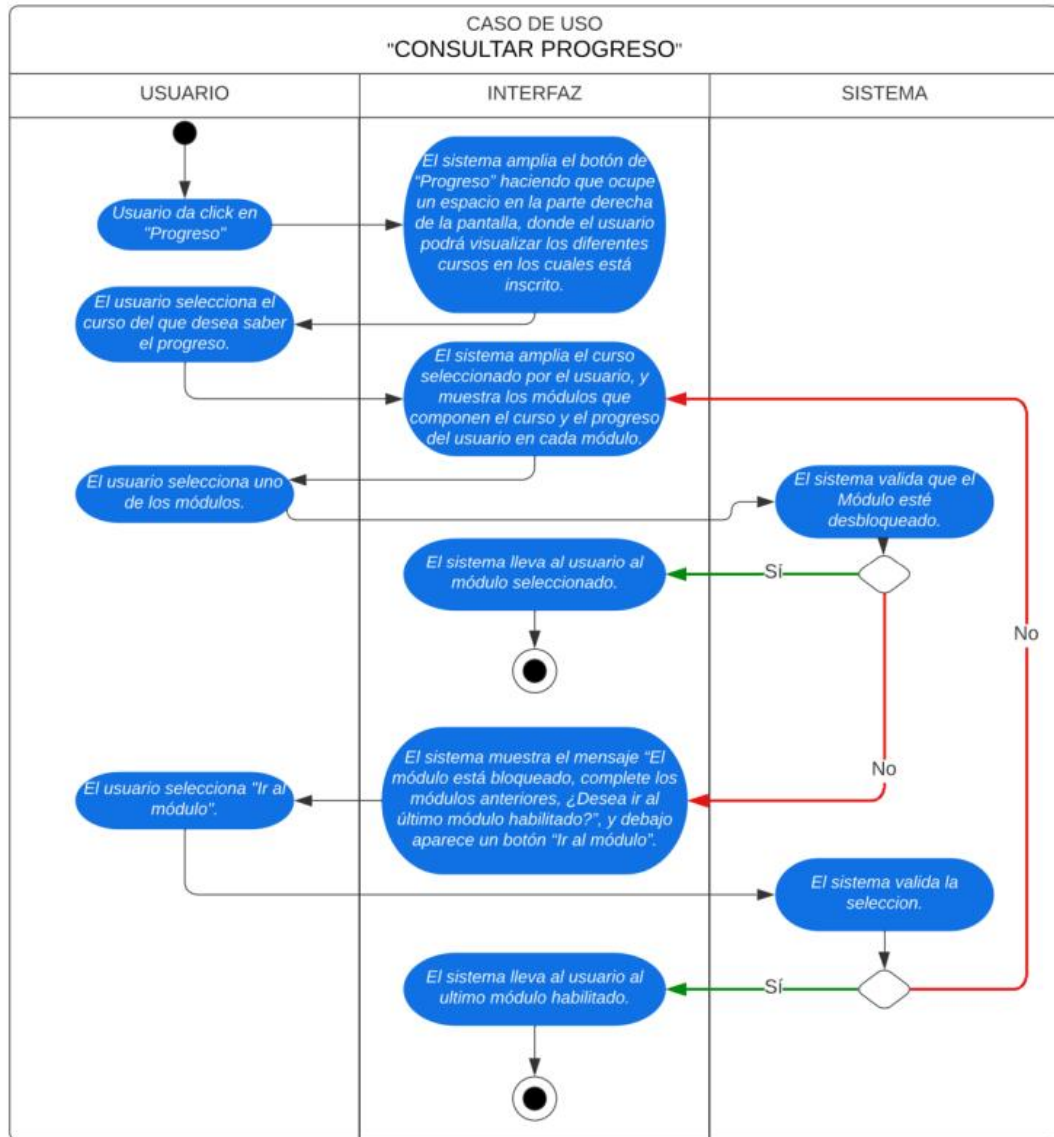 CASO DE USO
"CONSULTAR PROGRESO"
USUARIO
INTERFAZ
SISTEMA
Usuario da click en
"Progreso"
El sistema amplia el botón de
“Progreso” haciendo que ocupe
un espacio en la parte derecha
de la pantalla, donde el usuario
podrá visualizar los diferentes
cursos en los cuales está
inscrito.
El usuario selecciona el
curso del que desea saber
el progreso.
El sistema amplia el curso
seleccionado por el usuario, y
muestra los módulos que
componen el curso y el progreso
del usuario en cada módulo.
El usuario selecciona uno
de los módulos.
El sistema valida que el
Módulo esté
desbloqueado.
El sistema lleva al usuario al
módulo seleccionado.
Sí
No
No
El sistema muestra el mensaje “El
módulo está bloqueado, complete los
módulos anteriores, ¿Desea ir al
último módulo habilitado?”, y debajo
aparece un botón “Ir al módulo”.
El usuario selecciona "Ir al
módulo".
El sistema valida la
seleccion.
El sistema lleva al usuario al
ultimo módulo habilitado.
Sí